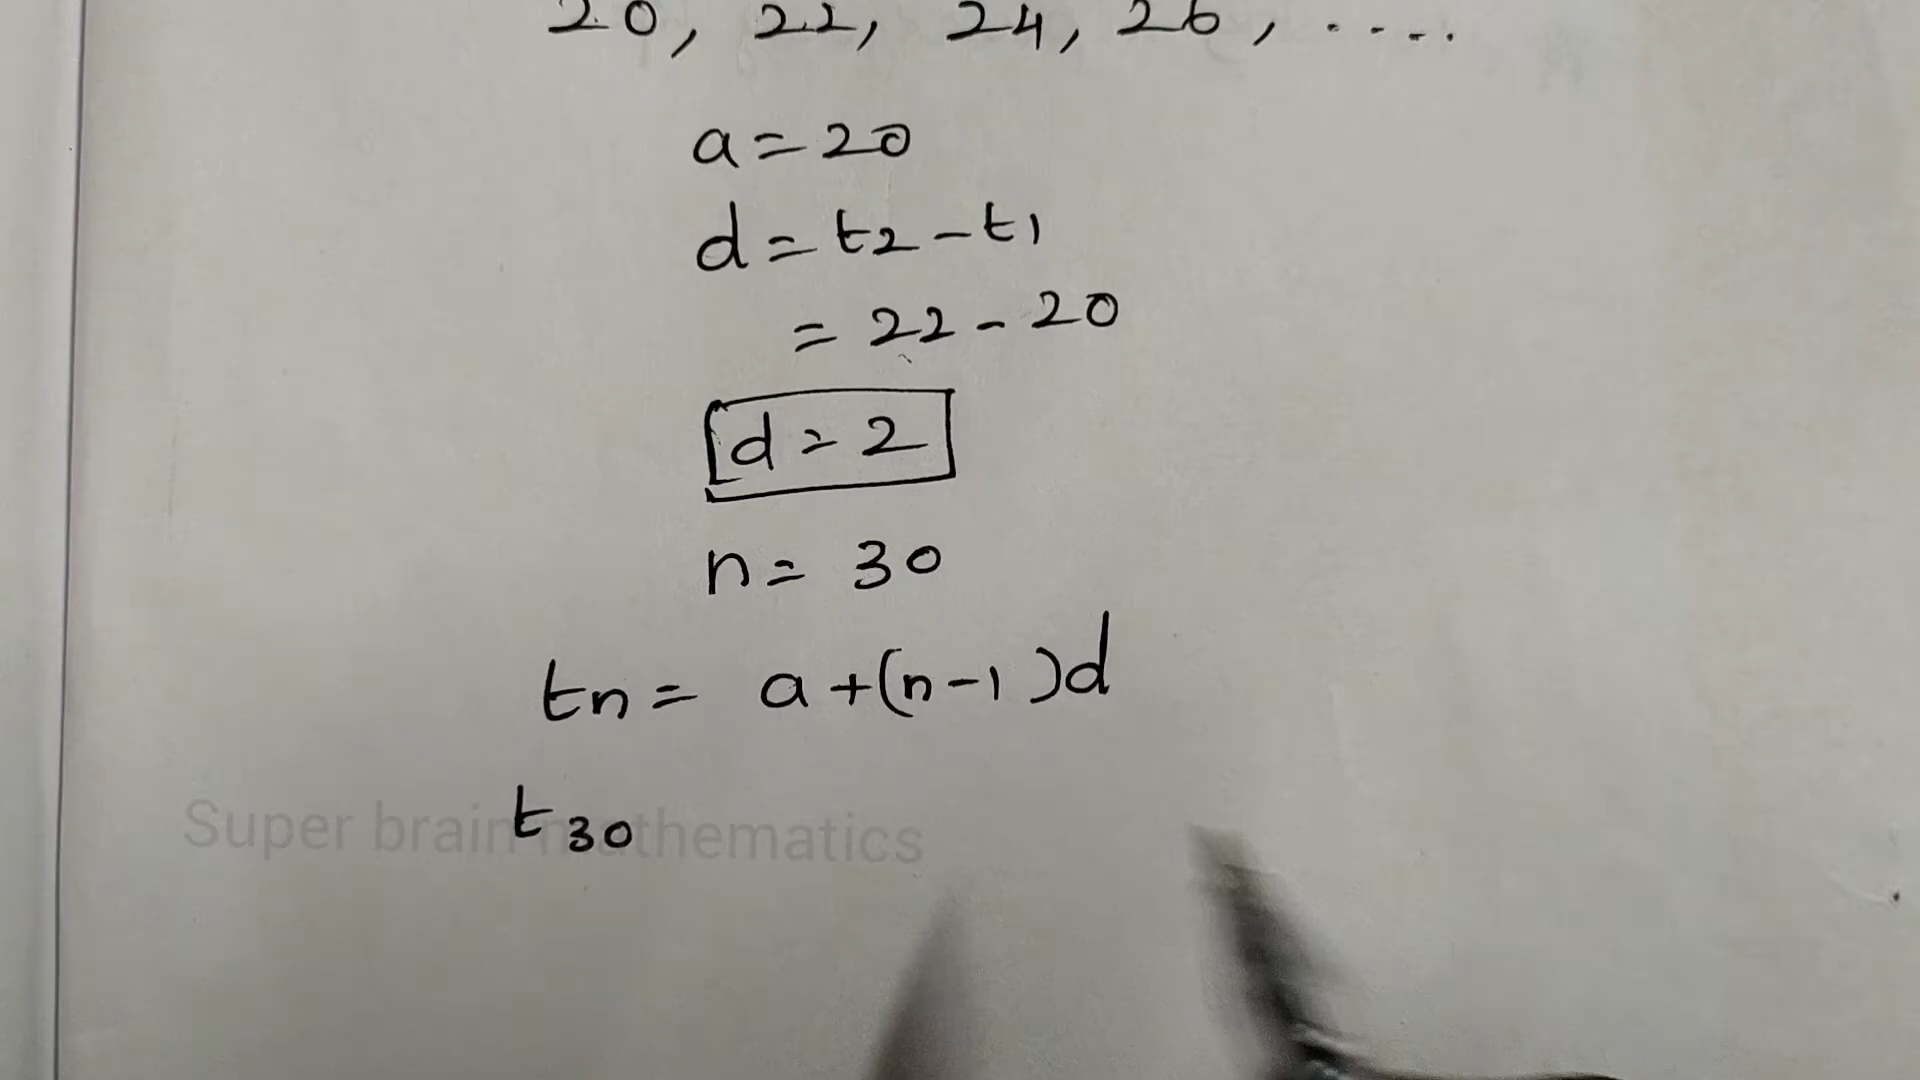 20, 22, 24, 26, ....
a = 20
d = t2 - t1
= 22 - 20
d = 2
n = 30
tn = a + (n-1)d
t30
Super brain mathematics